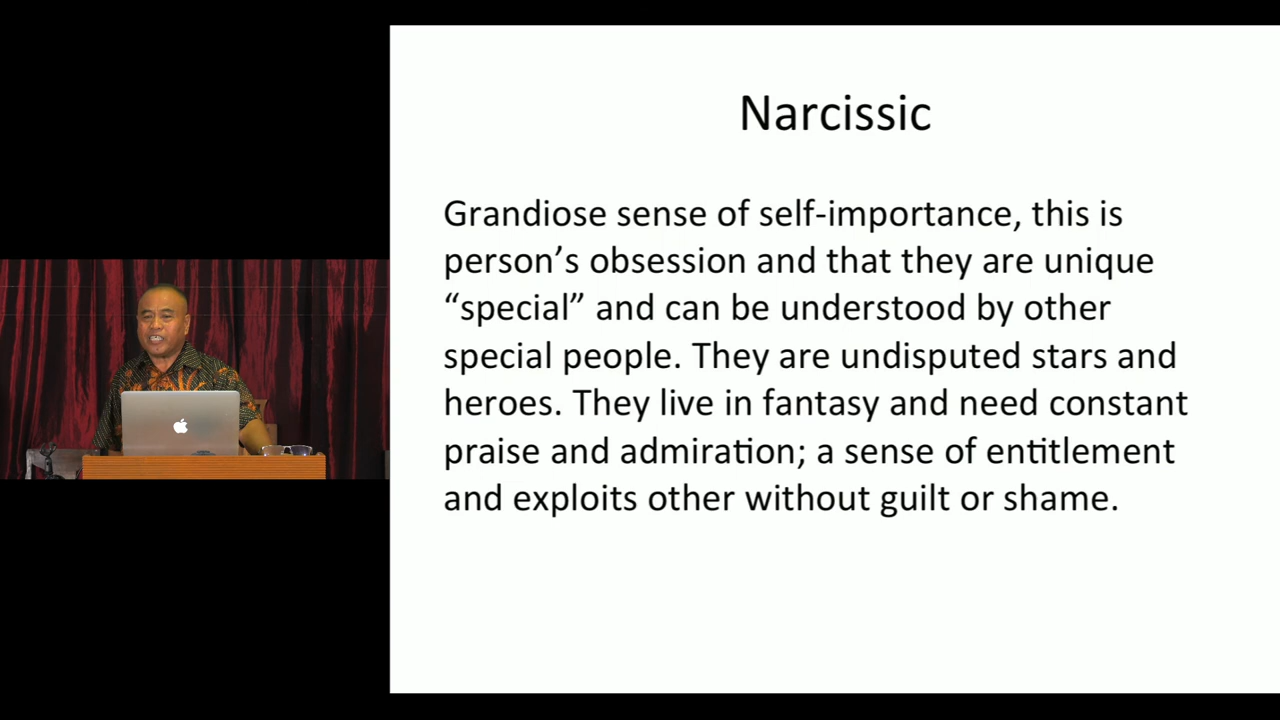 Narcissic
Grandiose sense of self-importance, this is
person’s obsession and that they are unique
“special” and can be understood by other
special people. They are undisputed stars and
heroes. They live in fantasy and need constant
praise and admiration; a sense of entitlement
and exploits other without guilt or shame.